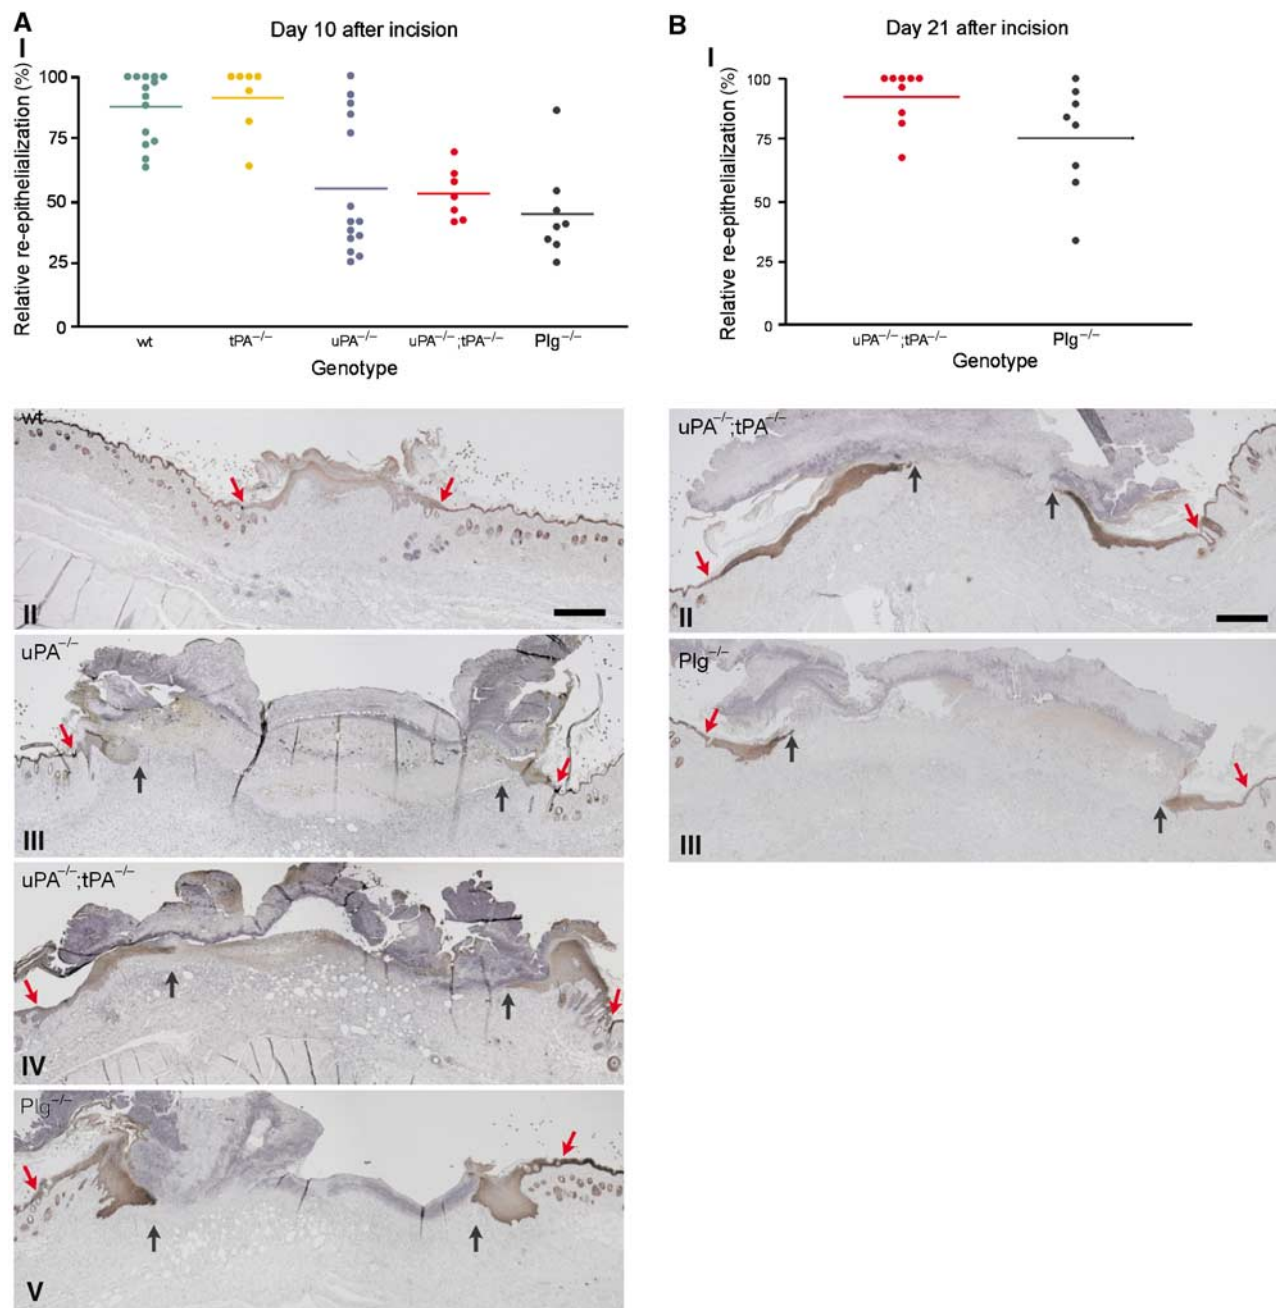 A
Day 10 after incision
I
Relative re-epithelialization (%)
100
75
50
25
0
wt
tPA–/–
uPA–/–
uPA–/–;tPA–/–
Plg–/–
Genotype
B
Day 21 after incision
I
Relative re-epithelialization (%)
100
75
50
25
0
uPA–/–;tPA–/–
Plg–/–
Genotype
wt
II
uPA–/–
III
uPA–/–;tPA–/–
IV
Plg–/–
V
uPA–/–;tPA–/–
II
Plg–/–
III